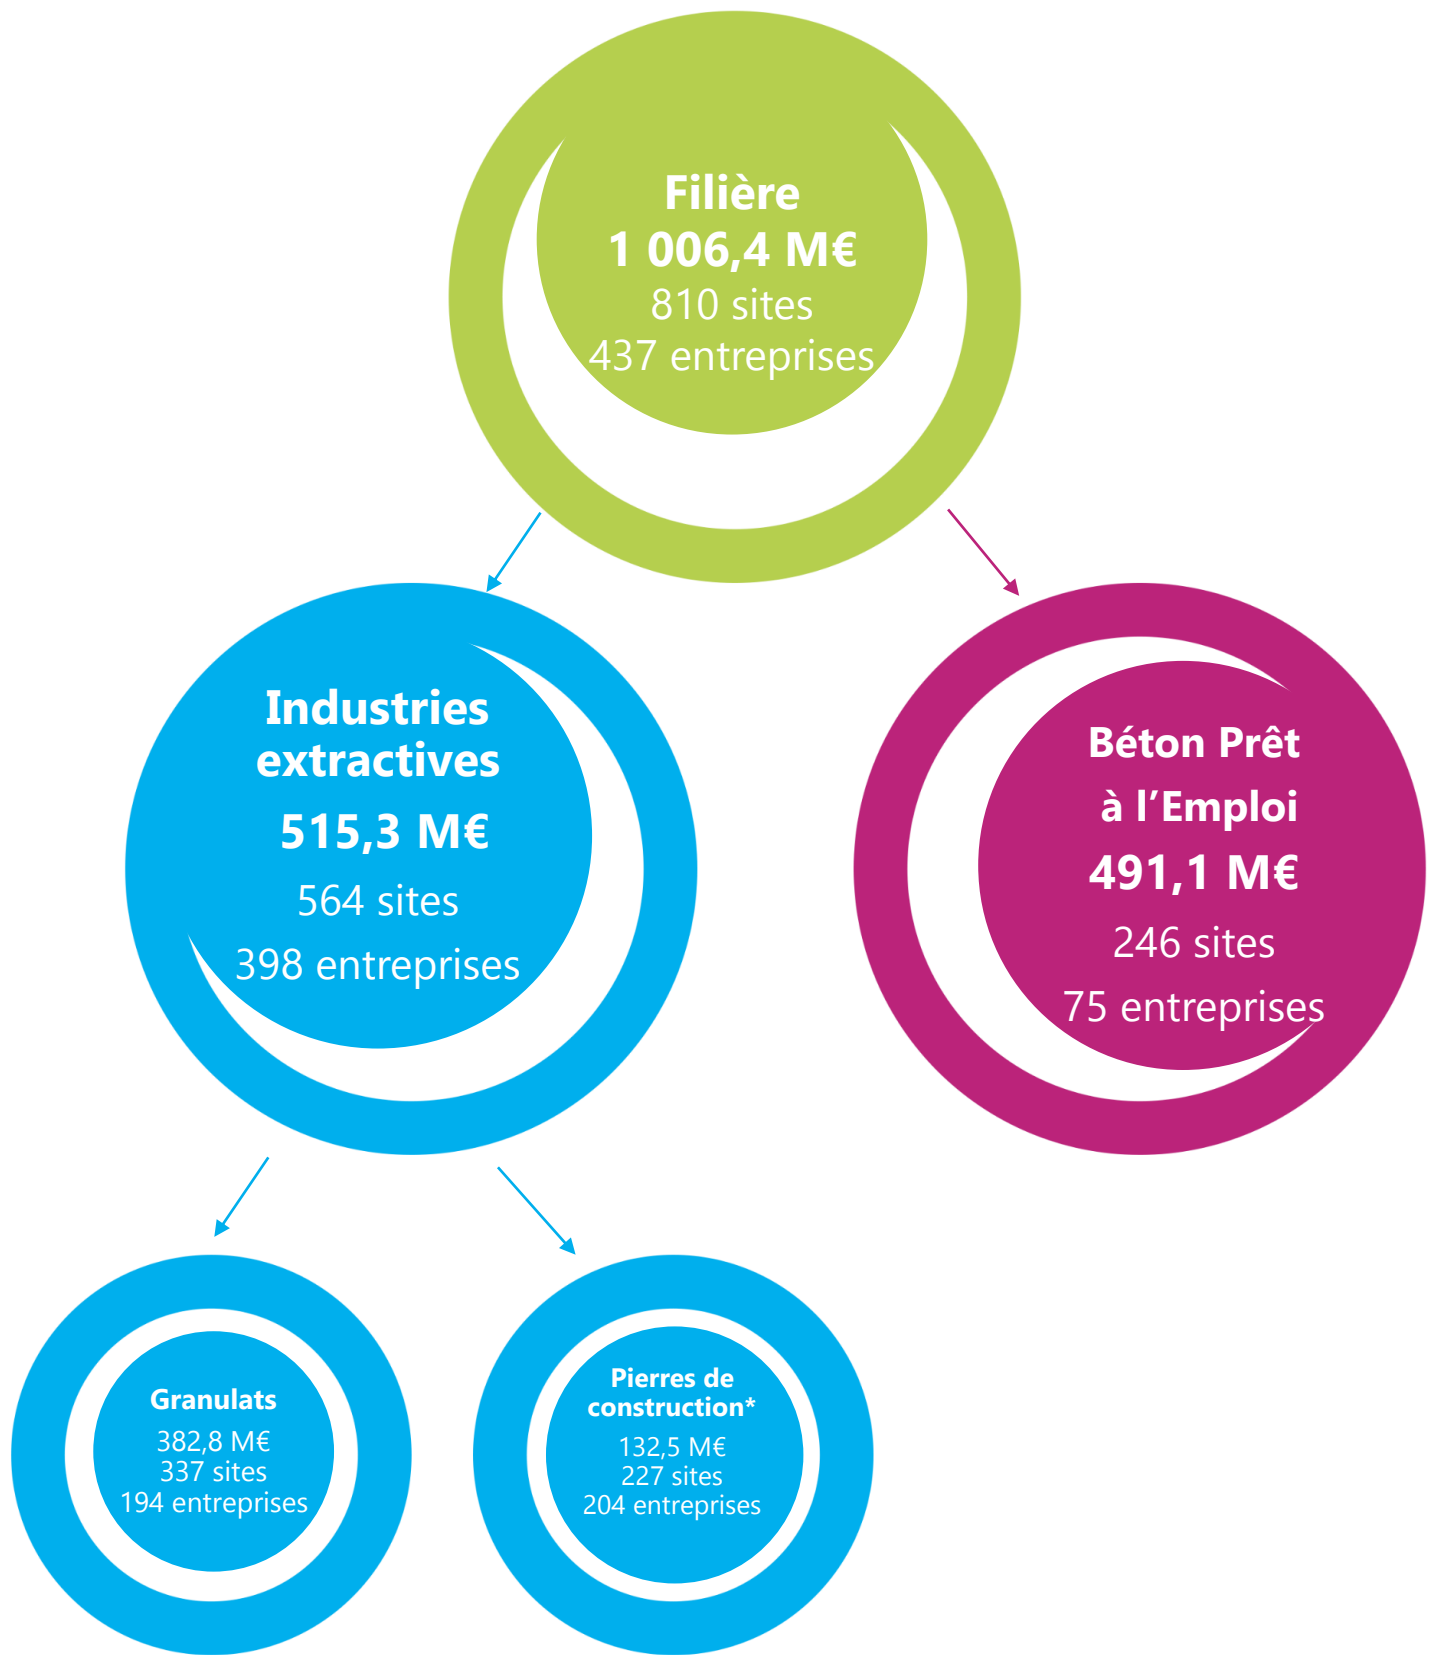 Filière
1 006,4 M€
810 sites
437 entreprises
Industries
extractives
515,3 M€
564 sites
398 entreprises
Béton Prêt
à l’Emploi
491,1 M€
246 sites
75 entreprises
Granulats
382,8 M€
337 sites
194 entreprises
Pierres de
construction*
132,5 M€
227 sites
204 entreprises